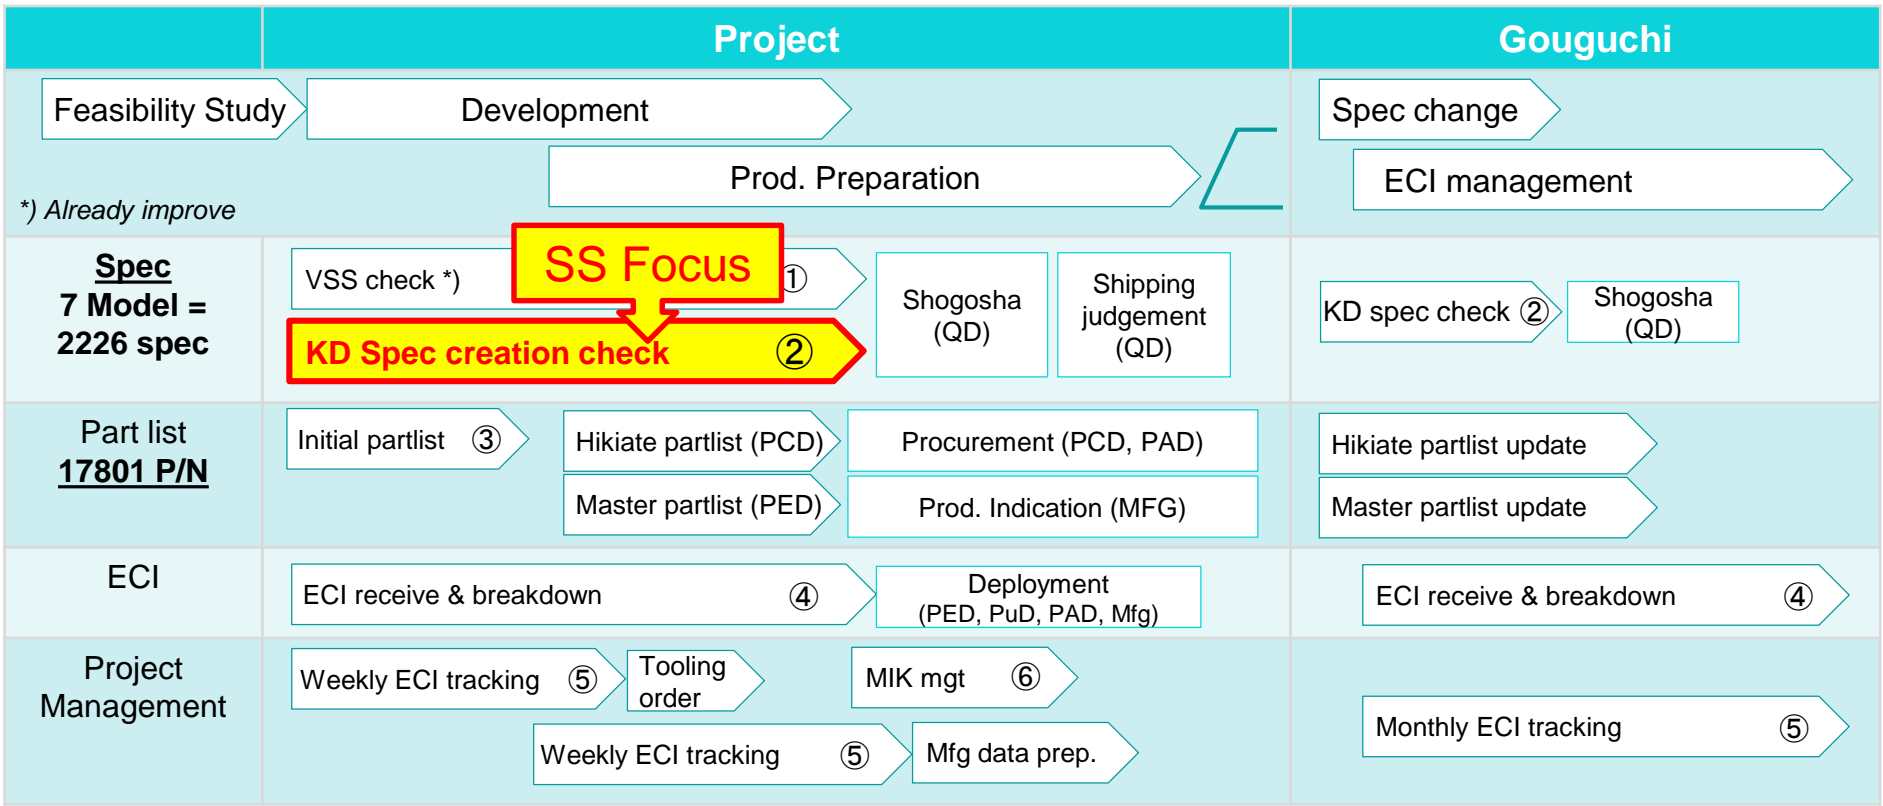 Project
Gouguchi
Feasibility Study
Development
Prod. Preparation
*) Already improve
Spec change
ECI management
Spec
7 Model =
2226 spec
VSS check *)
①
SS Focus
KD Spec creation check
②
Shogosha
(QD)
Shipping
judgement
(QD)
KD spec check ②
Shogosha
(QD)
Part list
17801 P/N
Initial partlist ③
Hikiate partlist (PCD)
Procurement (PCD, PAD)
Master partlist (PED)
Prod. Indication (MFG)
Hikiate partlist update
Master partlist update
ECI
ECI receive & breakdown ④
Deployment
(PED, PuD, PAD, Mfg)
ECI receive & breakdown ④
Project
Management
Weekly ECI tracking ⑤
Tooling
order
MIK mgt ⑥
Weekly ECI tracking ⑤
Mfg data prep.
Monthly ECI tracking ⑤